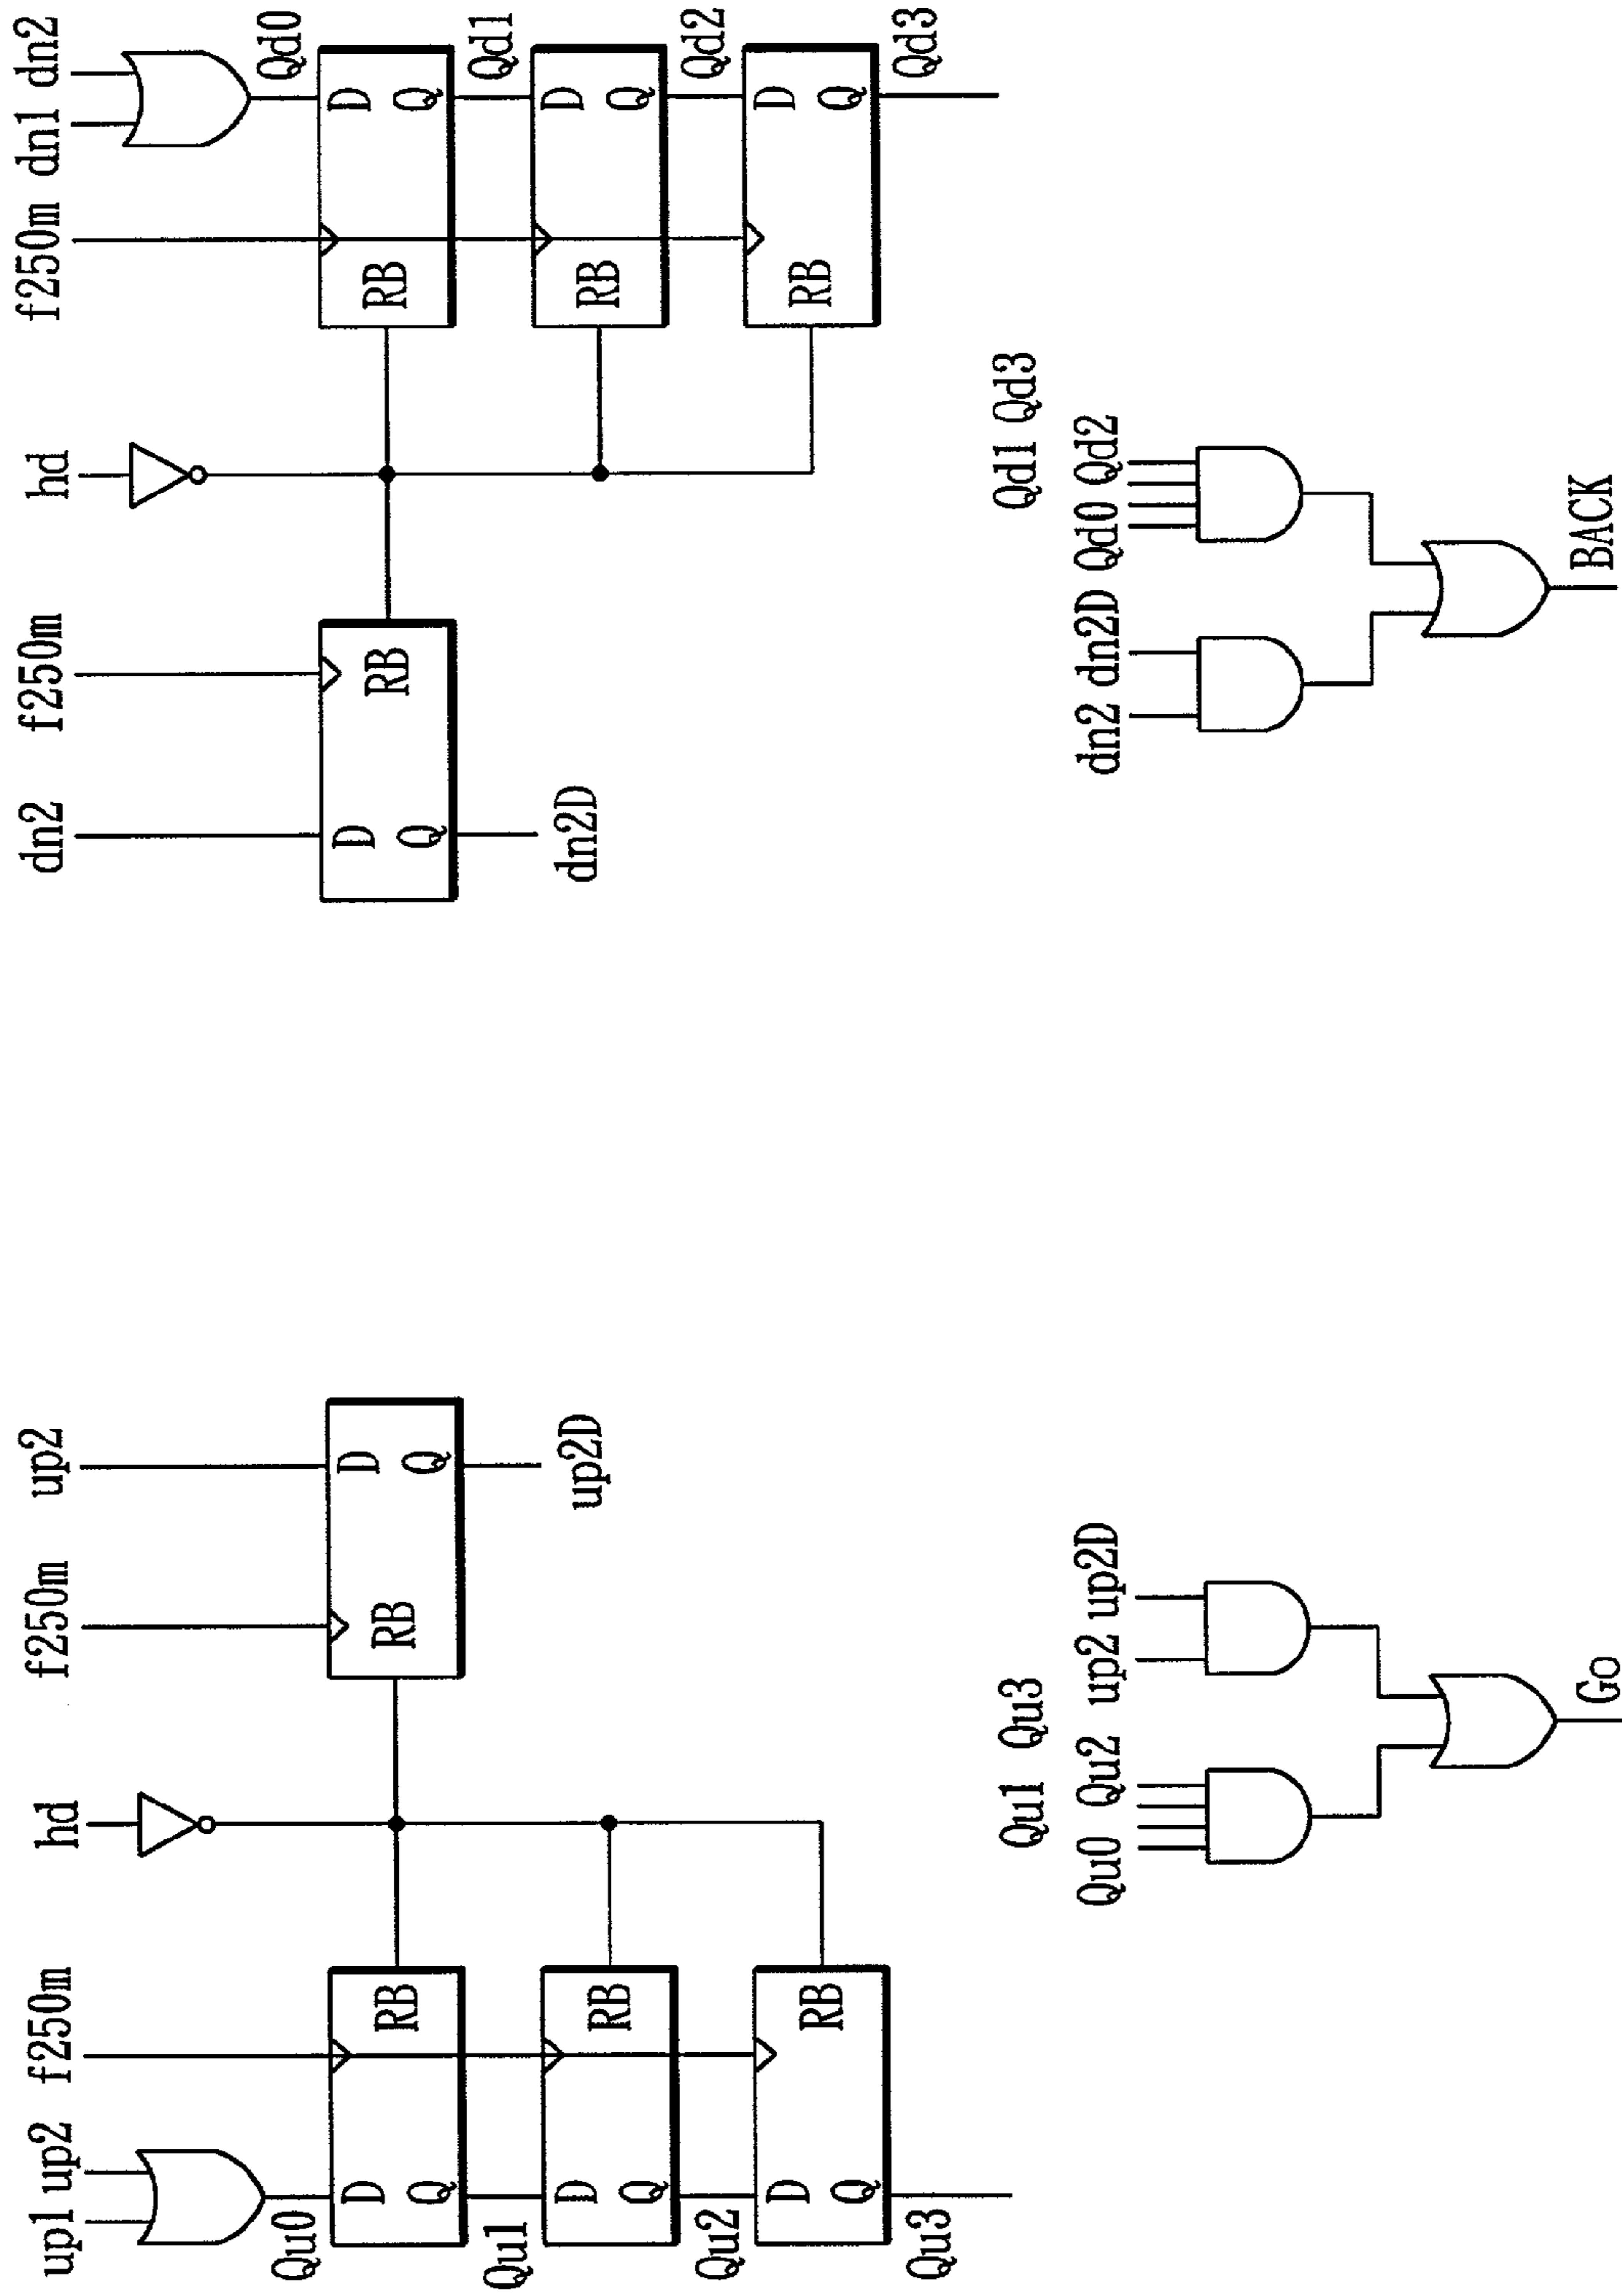 up1 up2 f250m hd f250m up2
Qu0 D RB RB D
Q Q
Qu1 D RB up2D
Q
Qu2 D RB
Q
Qu3
Qu1 Qu3
Qu0 Qu2 up2 up2D
Go
dn2 f250m hd f250m dn1 dn2
D RB RB D Qd0
Q Q
dn2D RB D Qd1
Q
RB D Qd2
Q
Qd3
Qd1 Qd3
dn2 dn2D Qd0 Qd2
BACK